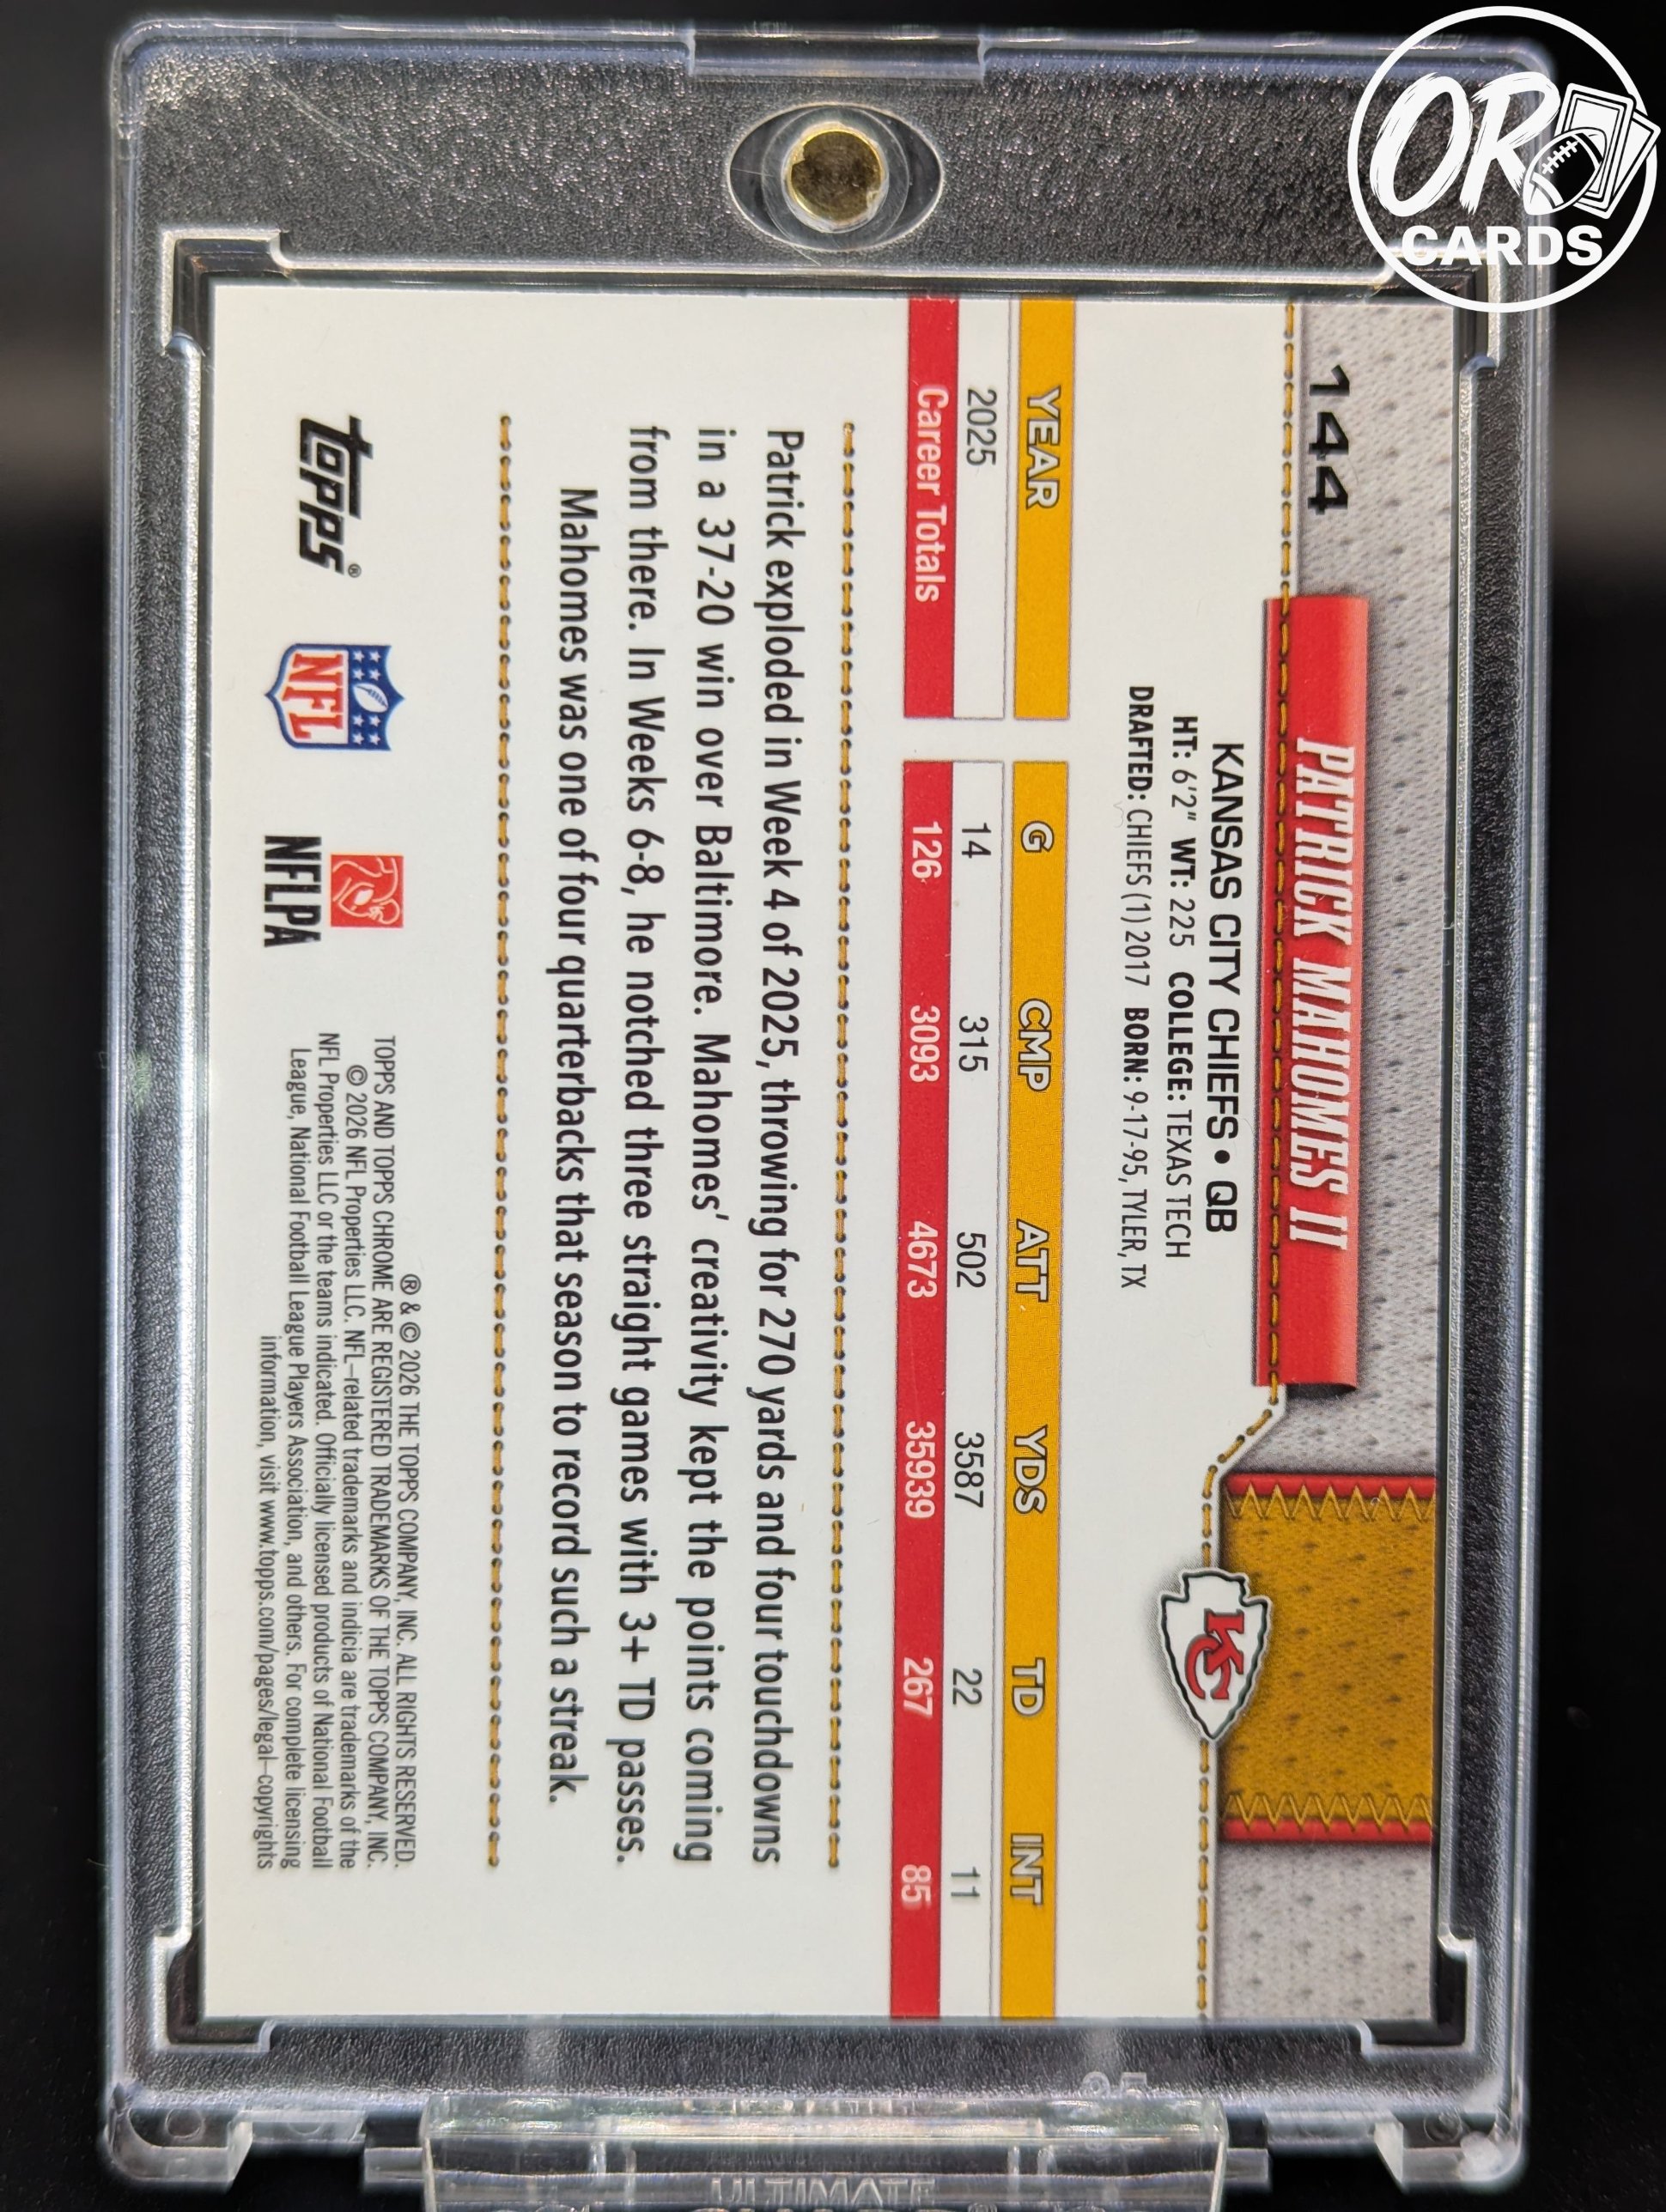 OR
CARDS
144
PATRICK MAHOMES II
KANSAS CITY CHIEFS • QB
HT: 6'2" WT: 225 COLLEGE: TEXAS TECH
DRAFTED: CHIEFS (1) 2017 BORN: 9-17-95, TYLER, TX
KC
YEAR G CMP ATT YDS TD INT
2025 14 315 502 3587 22 11
Career Totals 126 3093 4673 35939 267 85
Patrick exploded in Week 4 of 2025, throwing for 270 yards and four touchdowns
in a 37-20 win over Baltimore. Mahomes' creativity kept the points coming
from there. In Weeks 6-8, he notched three straight games with 3+ TD passes.
Mahomes was one of four quarterbacks that season to record such a streak.
topps®
NFL
NFLPA
® & © 2026 THE TOPPS COMPANY, INC. ALL RIGHTS RESERVED.
TOPPS AND TOPPS CHROME ARE REGISTERED TRADEMARKS OF THE TOPPS COMPANY, INC.
© 2026 NFL Properties LLC. NFL-related trademarks and indicia are trademarks of the
NFL Properties LLC or the teams indicated. Officially licensed products of National Football
League, National Football League Players Association, and others. For complete licensing
information, visit www.topps.com/pages/legal-copyrights
ULTIMATE